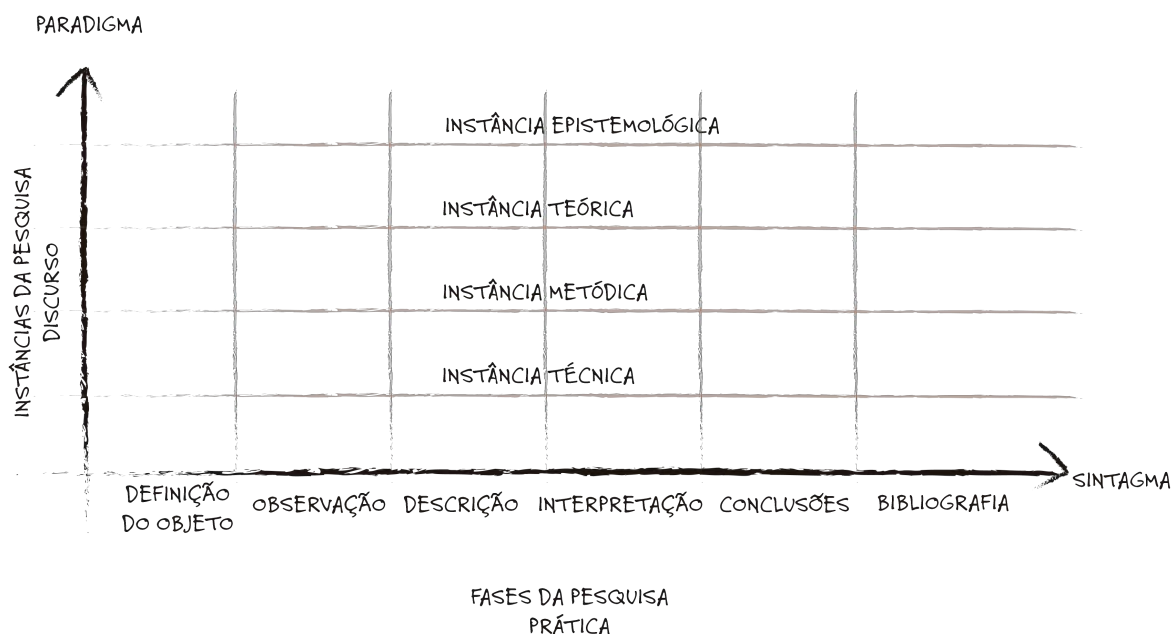 PARADIGMA
INSTÂNCIAS DA PESQUISA
DISCURSO
INSTÂNCIA EPISTEMOLÓGICA
INSTÂNCIA TEÓRICA
INSTÂNCIA METÓDICA
INSTÂNCIA TÉCNICA
SINTAGMA
DEFINIÇÃO
DO OBJETO
OBSERVAÇÃO
DESCRIÇÃO
INTERPRETAÇÃO
CONCLUSÕES
BIBLIOGRAFIA
FASES DA PESQUISA
PRÁTICA